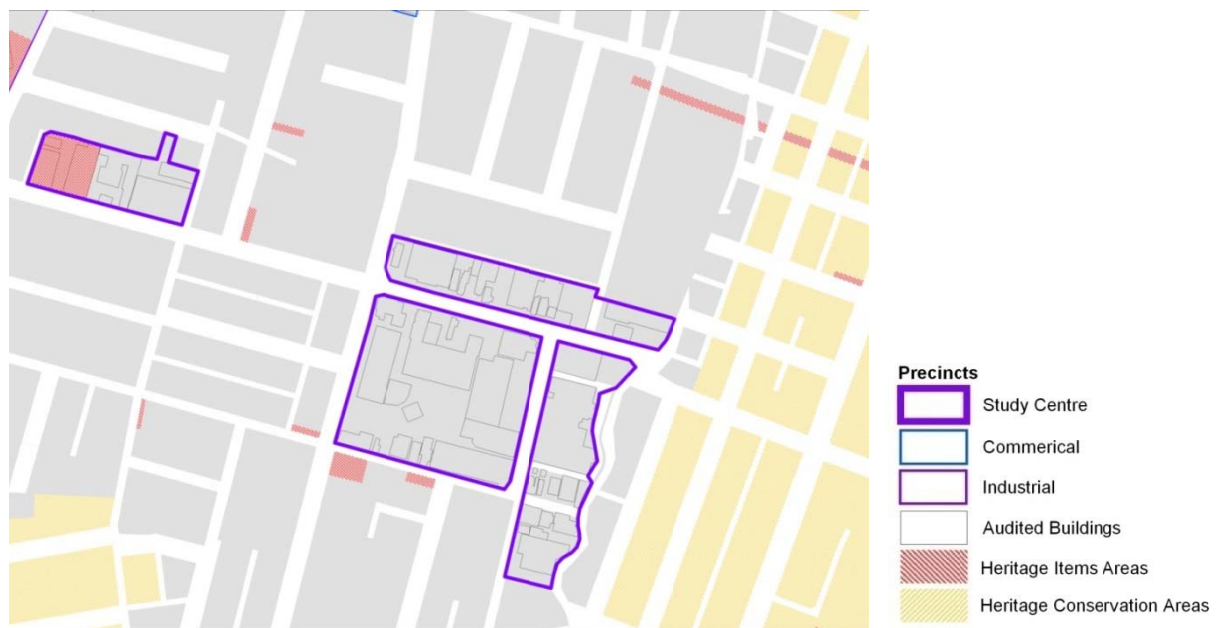 Precincts
Study Centre
Commerical
Industrial
Audited Buildings
Heritage Items Areas
Heritage Conservation Areas